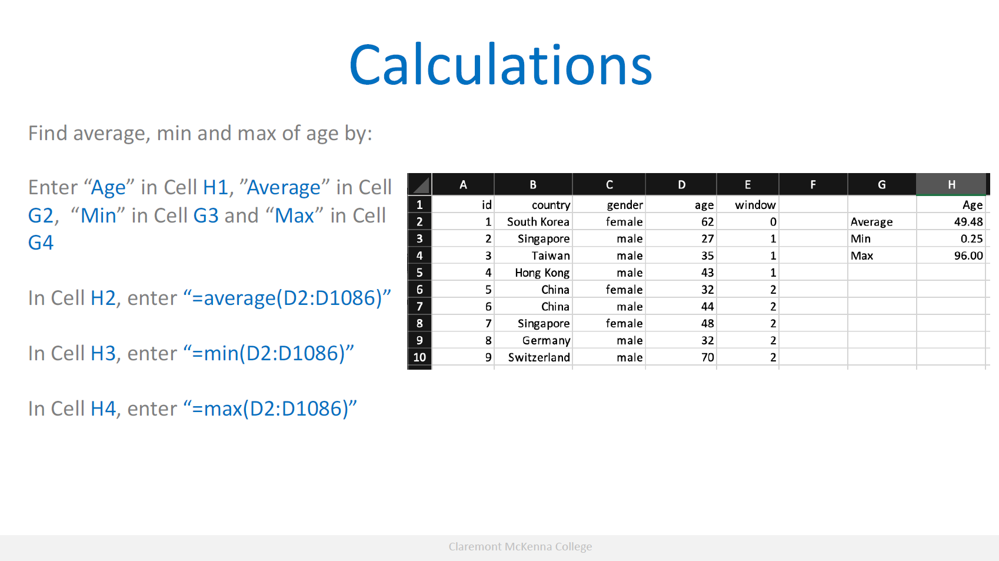 Calculations
Find average, min and max of age by:
Enter “Age” in Cell H1, ”Average” in Cell
G2,  “Min” in Cell G3 and “Max” in Cell
G4
In Cell H2, enter “=average(D2:D1086)”
In Cell H3, enter “=min(D2:D1086)”
In Cell H4, enter “=max(D2:D1086)”
A B C D E F G H
1 id country gender age window Age
2 1 South Korea female 62 0 Average 49.48
3 2 Singapore male 27 1 Min 0.25
4 3 Taiwan male 35 1 Max 96.00
5 4 Hong Kong male 43 1
6 5 China female 32 2
7 6 China male 44 2
8 7 Singapore female 48 2
9 8 Germany male 32 2
10 9 Switzerland male 70 2
Claremont McKenna College